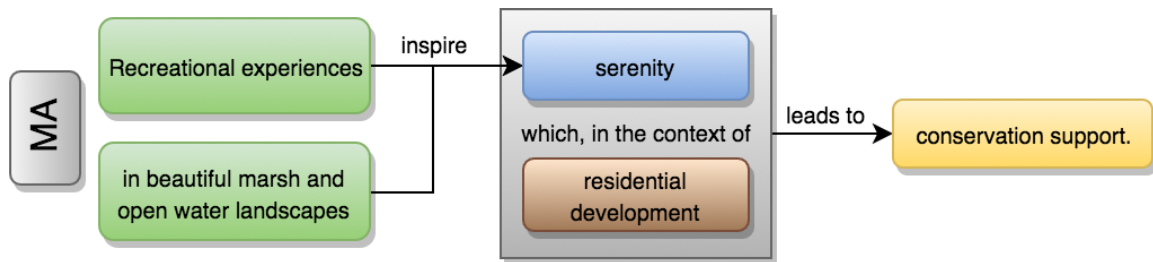 MA
Recreational experiences
inspire
in beautiful marsh and
open water landscapes
serenity
which, in the context of
residential
development
leads to
conservation support.